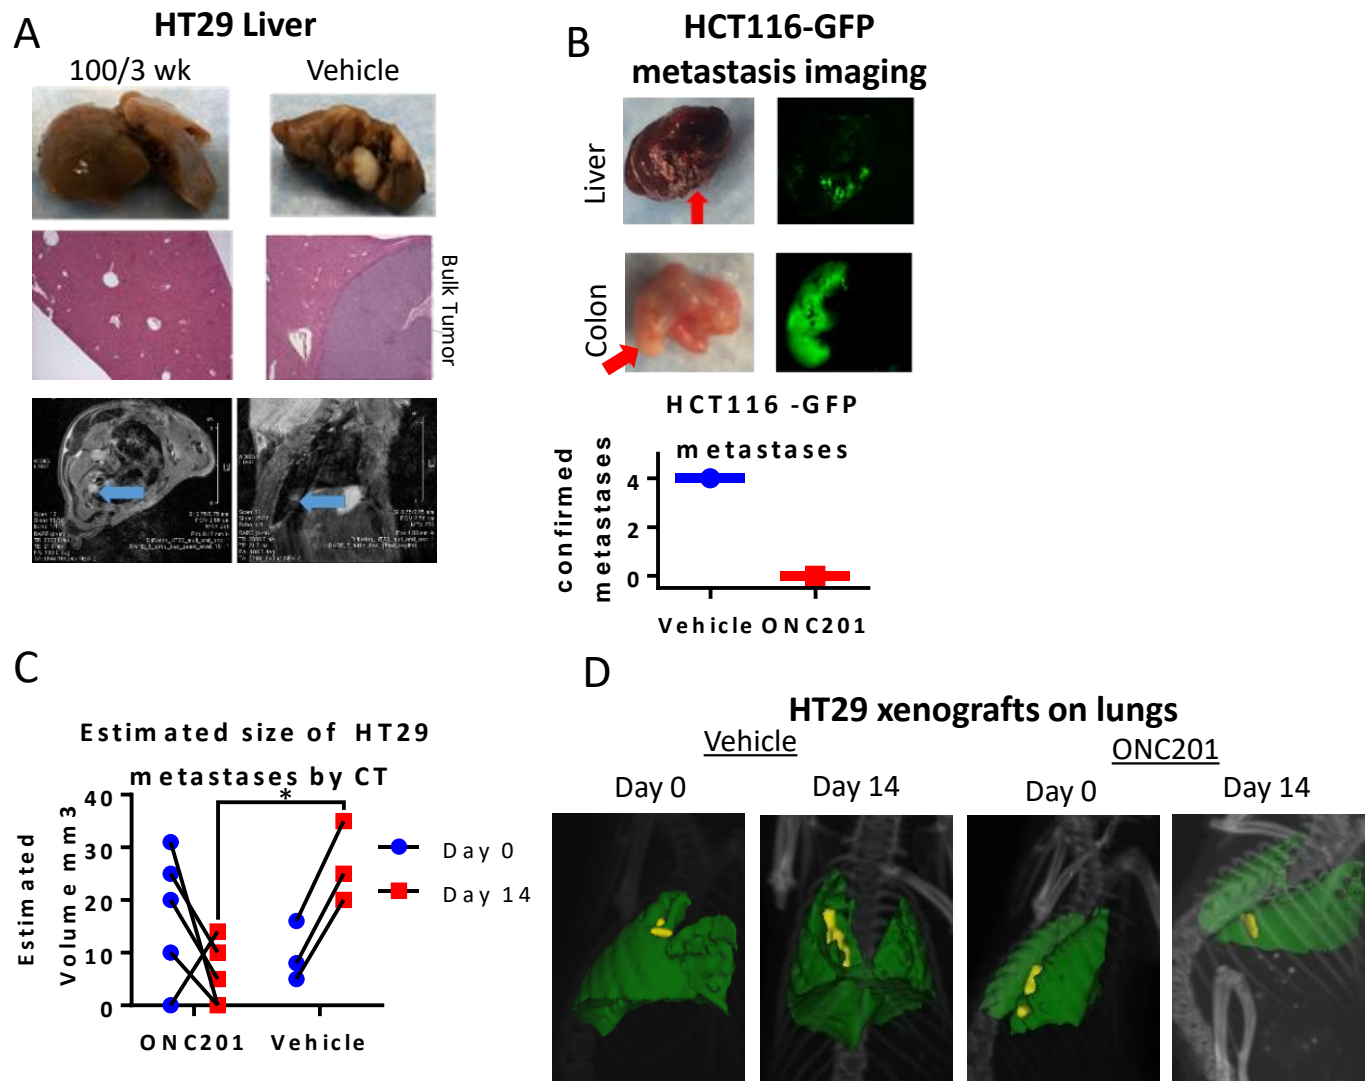 A
HT29 Liver
100/3 wk
Vehicle
Bulk Tumor
B
HCT116-GFP
metastasis imaging
Liver
Colon
HCT116 -GFP
metastases
confirmed
metastases
4
2
0
Vehicle ONC201
C
Estimated size of HT29
metastases by CT
Estimated
Volume mm3
40
30
20
10
0
*
ONC201 Vehicle
Day 0
Day 14
D
HT29 xenografts on lungs
Vehicle
ONC201
Day 0
Day 14
Day 0
Day 14